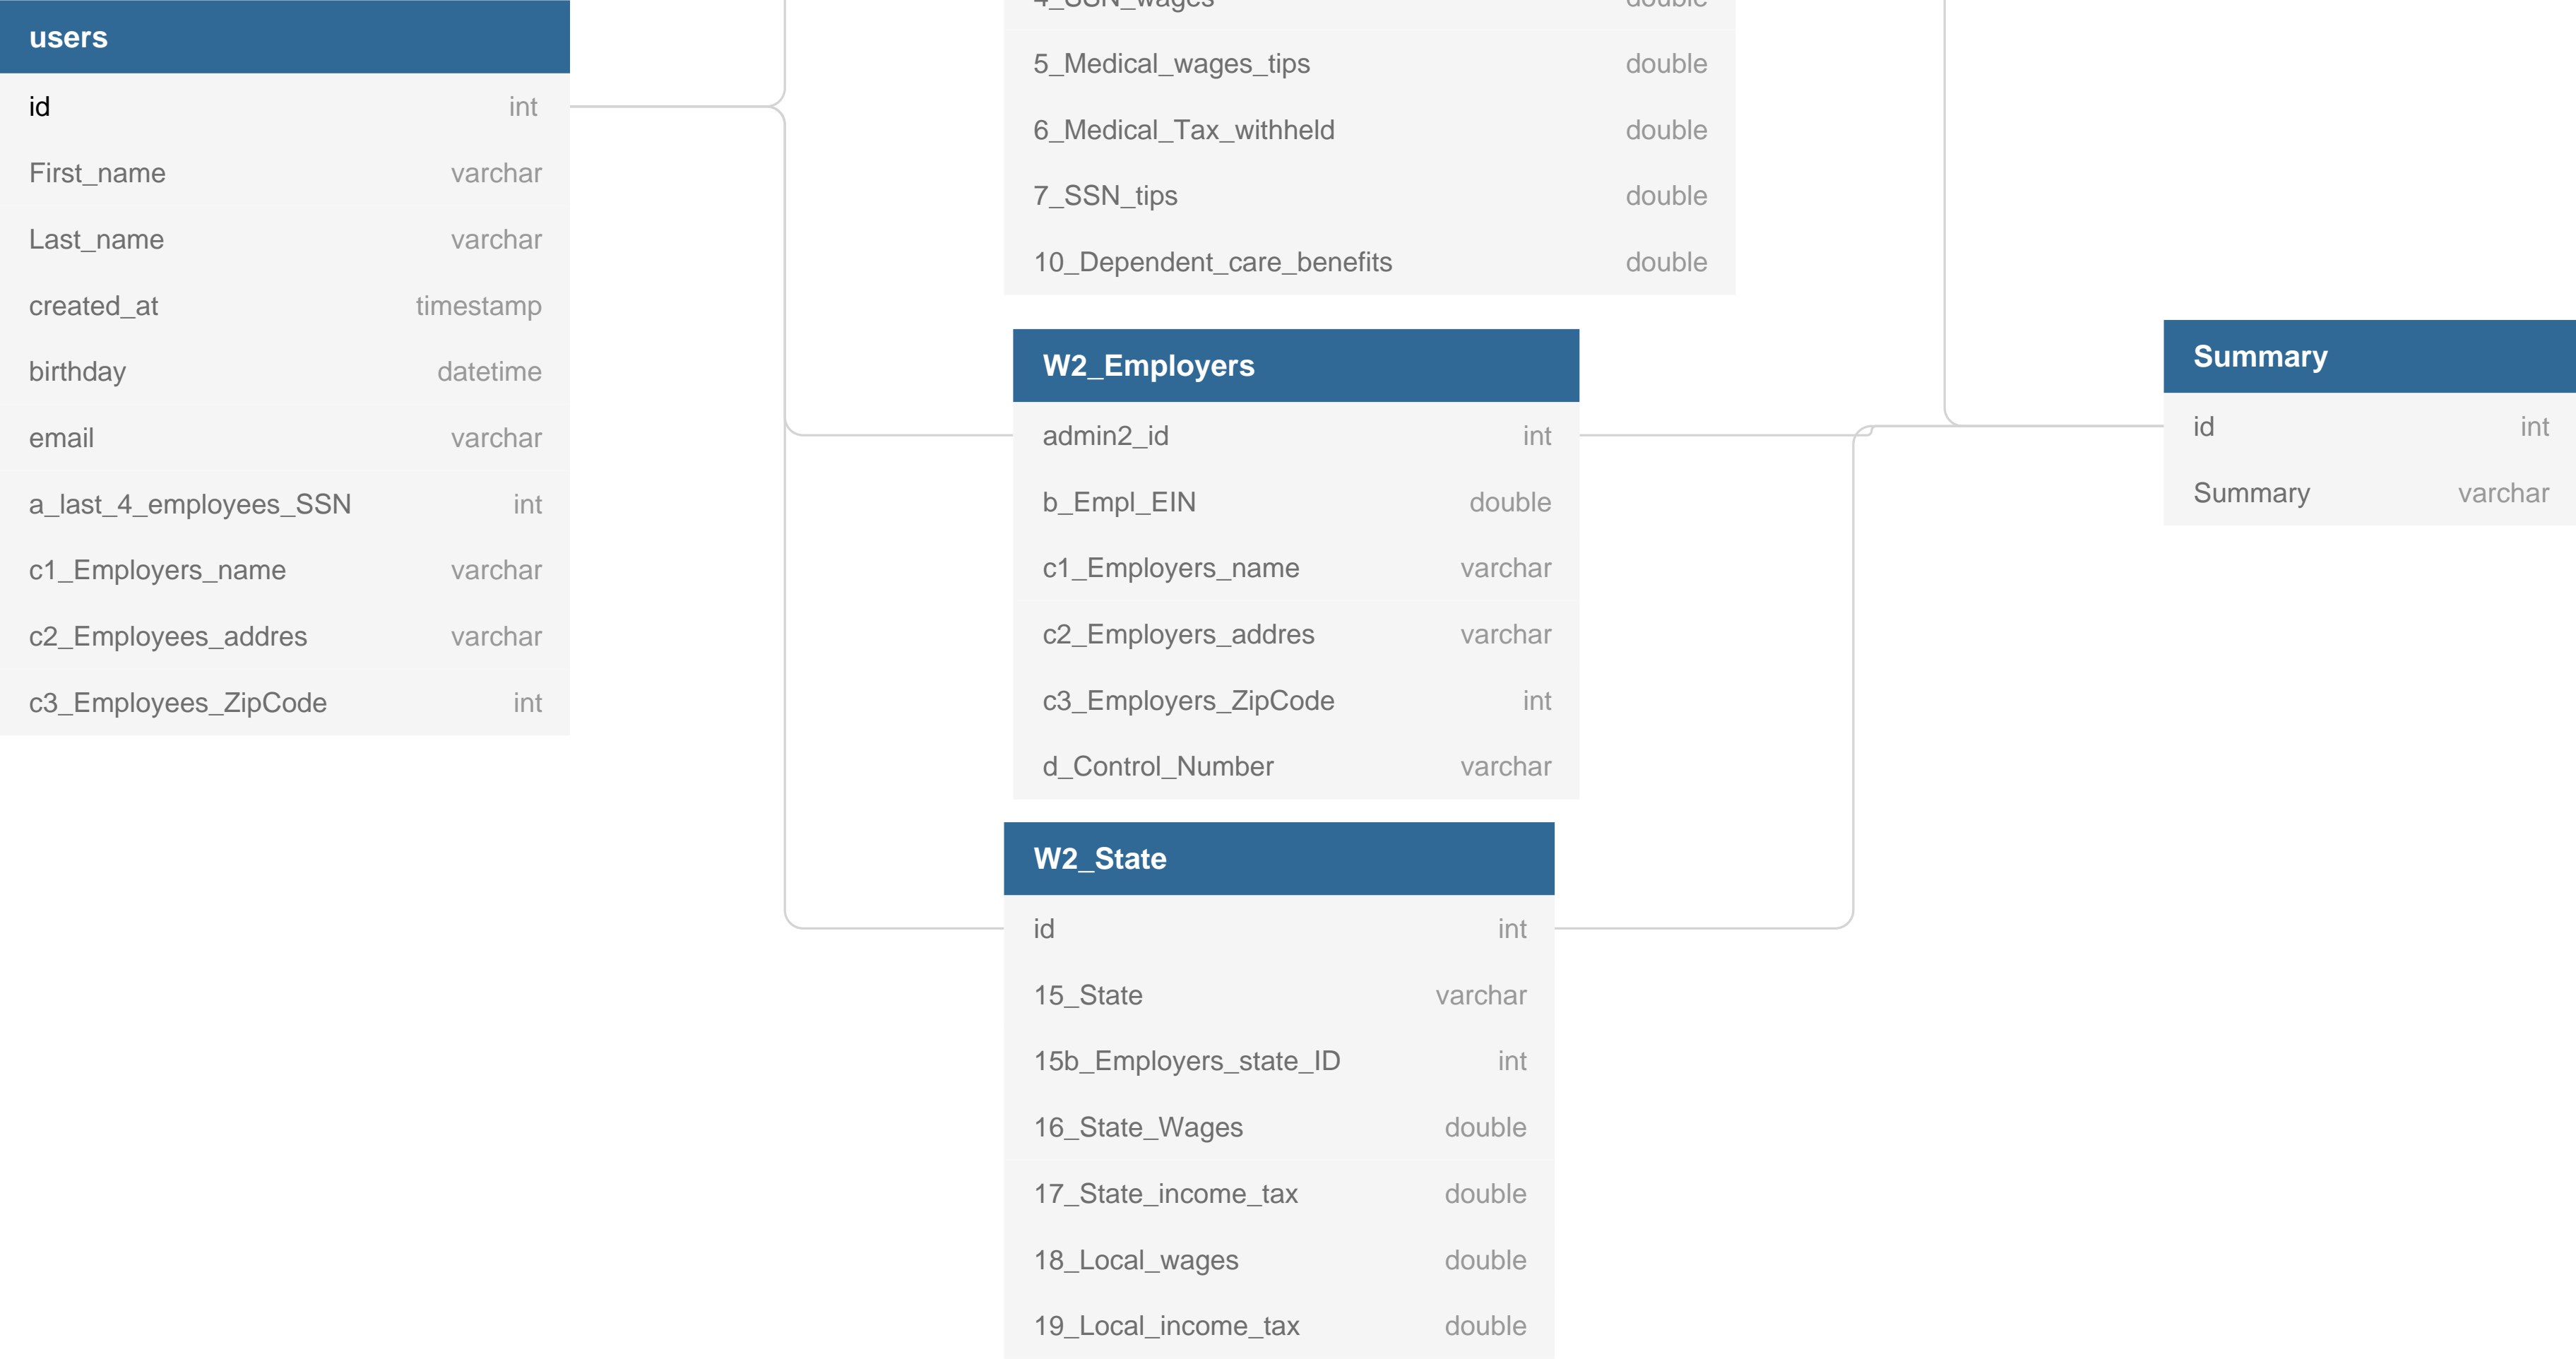 users
id int
First_name varchar
Last_name varchar
created_at timestamp
birthday datetime
email varchar
a_last_4_employees_SSN int
c1_Employers_name varchar
c2_Employees_addres varchar
c3_Employees_ZipCode int
4_SSN_wages double
5_Medical_wages_tips double
6_Medical_Tax_withheld double
7_SSN_tips double
10_Dependent_care_benefits double
W2_Employers
admin2_id int
b_Empl_EIN double
c1_Employers_name varchar
c2_Employers_addres varchar
c3_Employers_ZipCode int
d_Control_Number varchar
W2_State
id int
15_State varchar
15b_Employers_state_ID int
16_State_Wages double
17_State_income_tax double
18_Local_wages double
19_Local_income_tax double
Summary
id int
Summary varchar